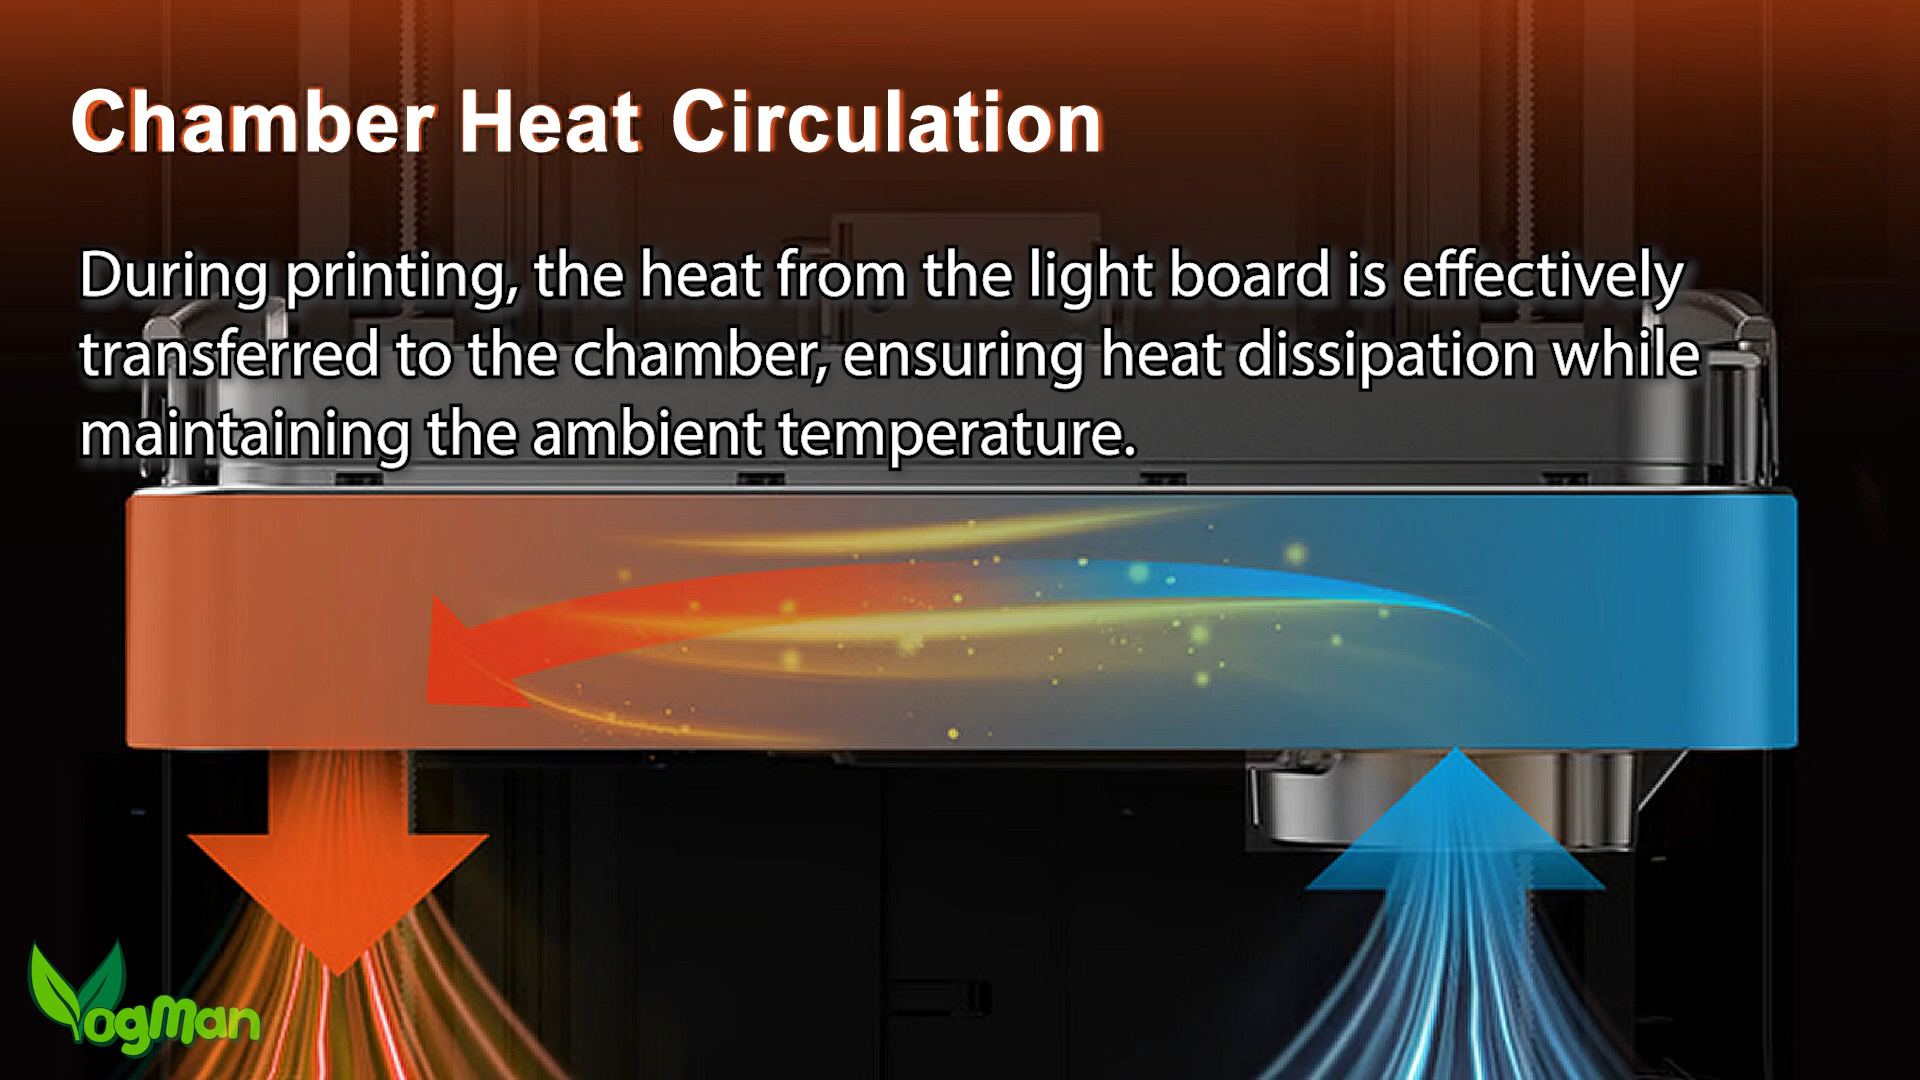 Chamber Heat Circulation
During printing, the heat from the light board is effectively
transferred to the chamber, ensuring heat dissipation while
maintaining the ambient temperature.
YogMan